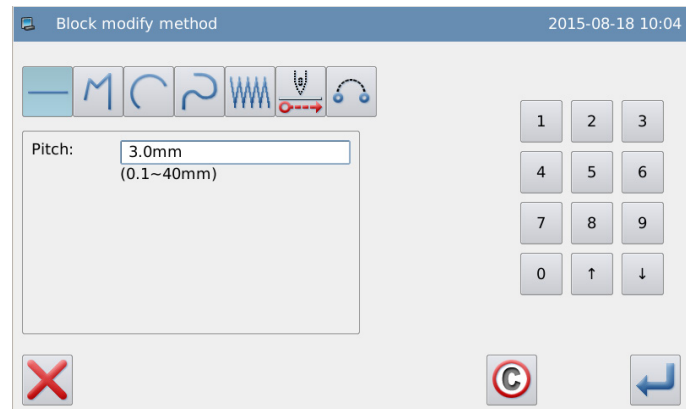 Block modify method 2015-08-18 10:04
Pitch: 3.0mm
(0.1~40mm)
1 2 3
4 5 6
7 8 9
0 ↑ ↓
C